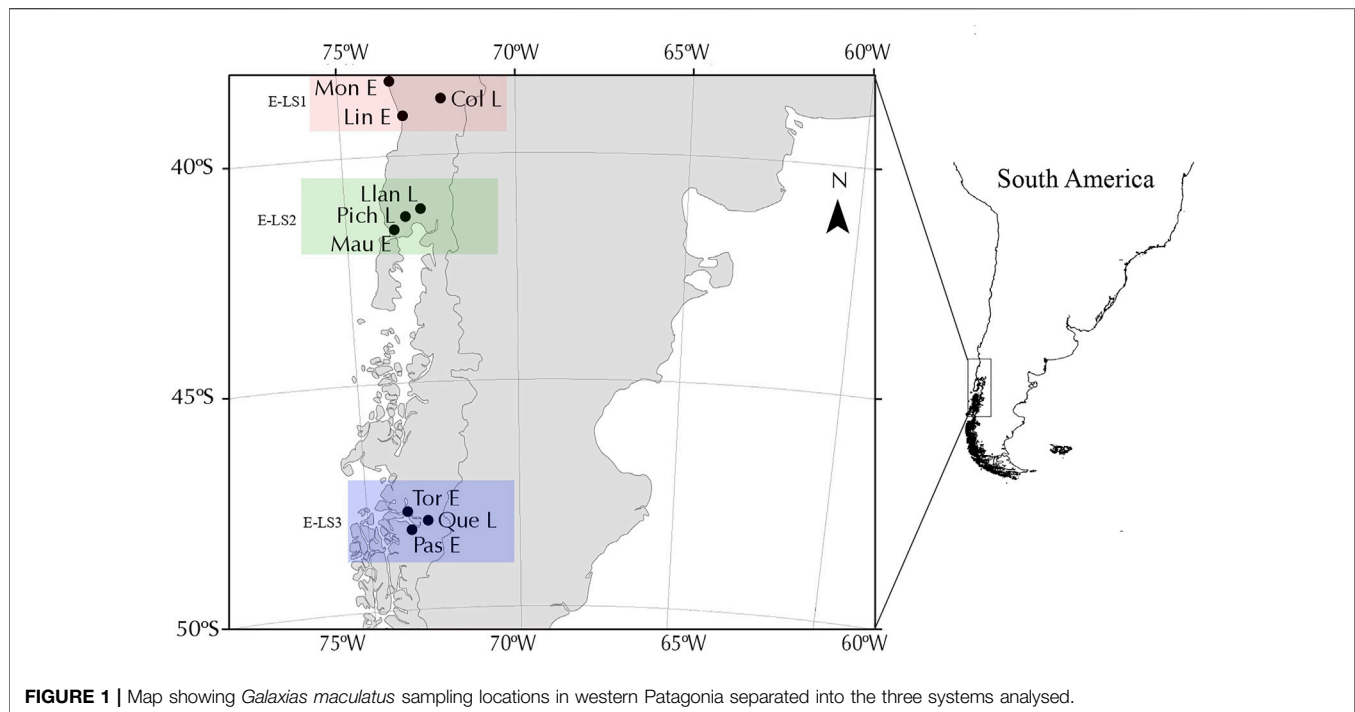 75ºW 70ºW 65ºW 60ºW
Mon E
E-LS1
Col L
Lin E
40ºS
N
South America
Llan L
Pich L
E-LS2
Mau E
45ºS
Tor E
E-LS3
Que L
Pas E
50ºS
75ºW 70ºW 65ºW 60ºW
FIGURE 1 | Map showing Galaxias maculatus sampling locations in western Patagonia separated into the three systems analysed.